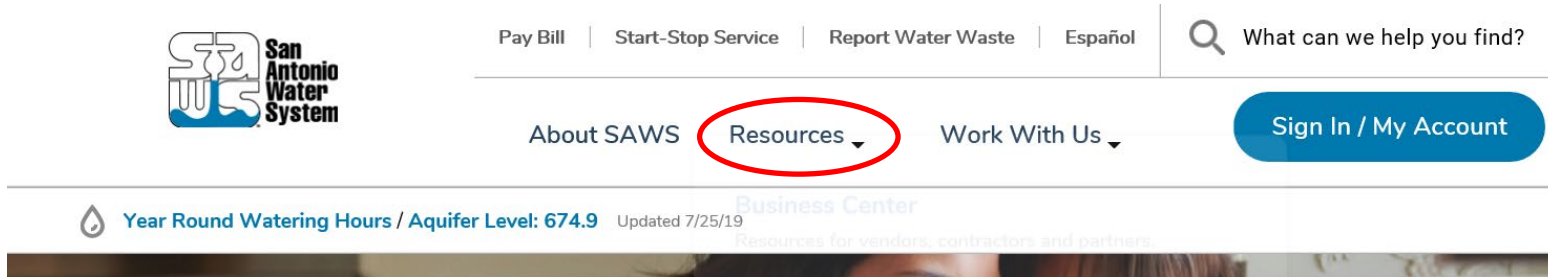 San
Antonio
Water
System
Pay Bill | Start-Stop Service | Report Water Waste | Español
What can we help you find?
About SAWS Resources Work With Us
Sign In / My Account
Year Round Watering Hours / Aquifer Level: 674.9 Updated 7/25/19
Business Center
Resources for vendors, contractors and partners.